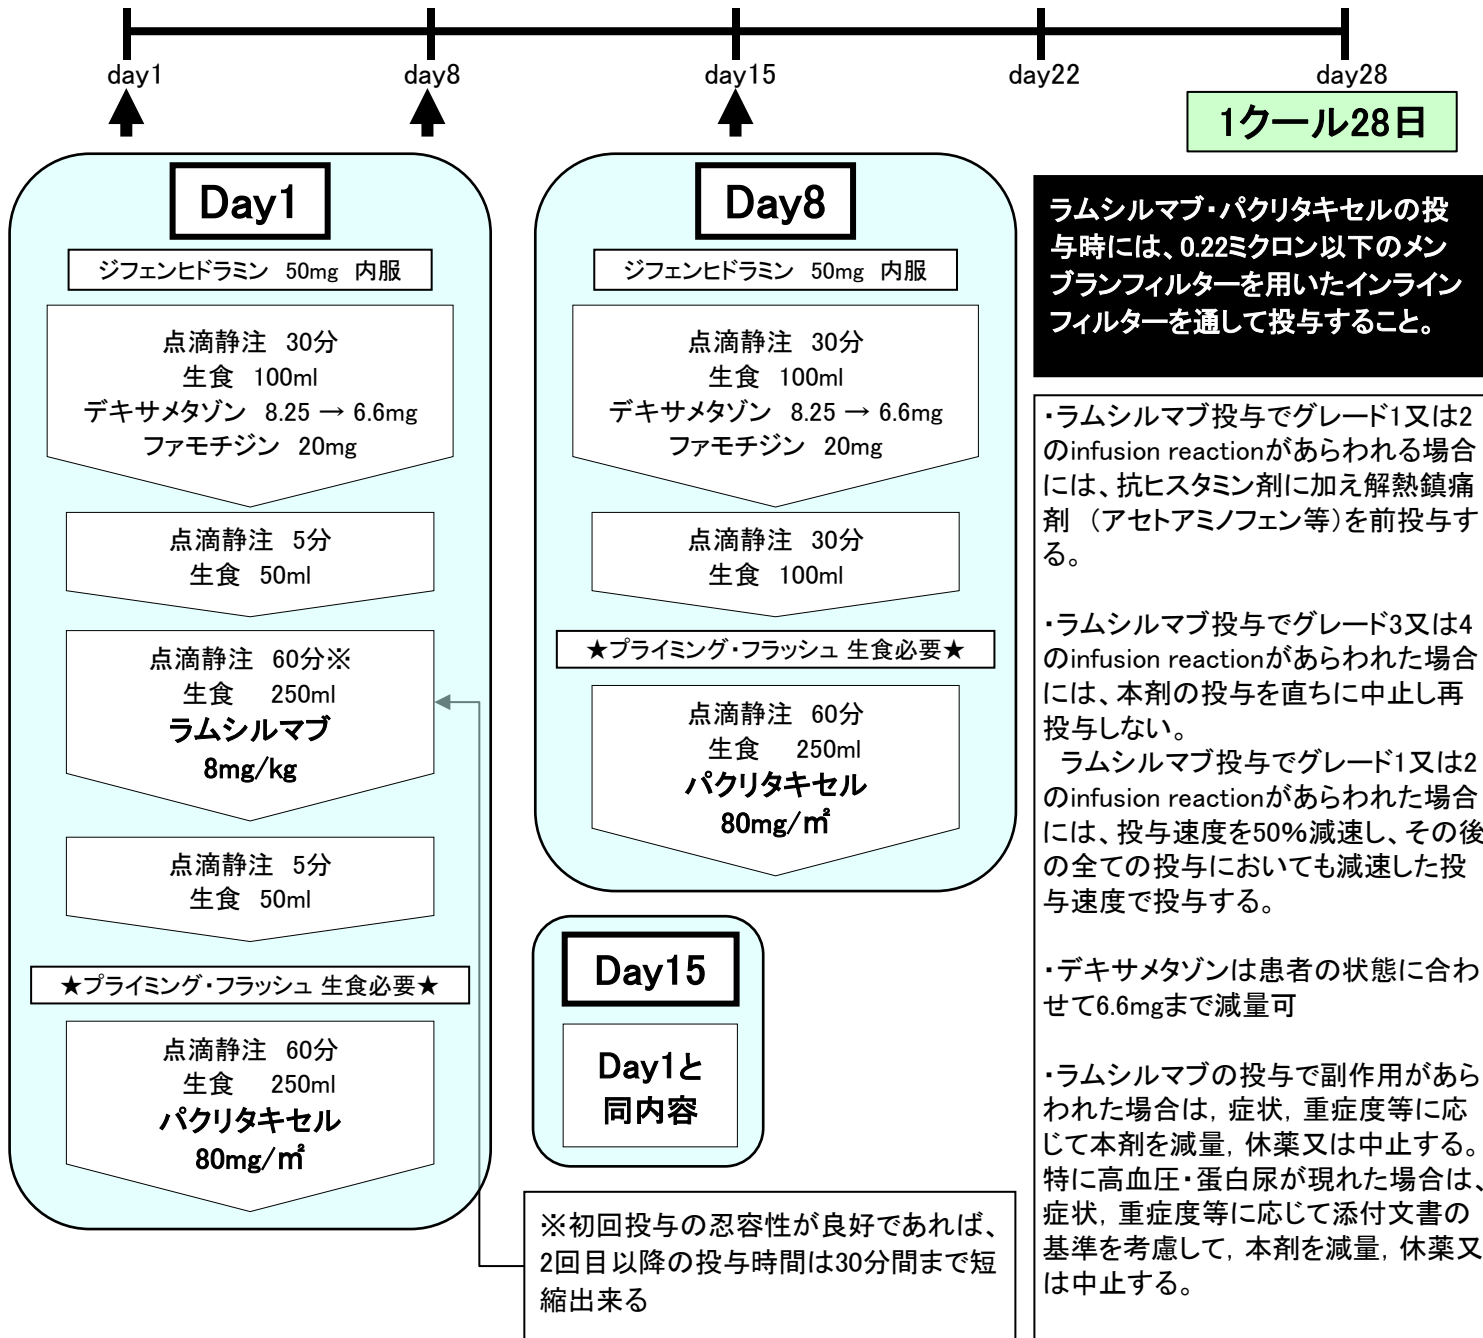 day1
day8
day15
day22
day28
1クール28日
Day1
ジフェンヒドラミン 50mg 内服
点滴静注 30分
生食 100ml
デキサメタゾン 8.25 → 6.6mg
ファモチジン 20mg
点滴静注 5分
生食 50ml
点滴静注 60分※
生食 250ml
ラムシルマブ
8mg/kg
点滴静注 5分
生食 50ml
★プライミング・フラッシュ 生食必要★
点滴静注 60分
生食 250ml
パクリタキセル
80mg/㎡
Day8
ジフェンヒドラミン 50mg 内服
点滴静注 30分
生食 100ml
デキサメタゾン 8.25 → 6.6mg
ファモチジン 20mg
点滴静注 30分
生食 100ml
★プライミング・フラッシュ 生食必要★
点滴静注 60分
生食 250ml
パクリタキセル
80mg/㎡
Day15
Day1と
同内容
※初回投与の忍容性が良好であれば、
2回目以降の投与時間は30分間まで短
縮出来る
ラムシルマブ・パクリタキセルの投
与時には、0.22ミクロン以下のメン
ブランフィルターを用いたインライン
フィルターを通して投与すること。
・ラムシルマブ投与でグレード1又は2
のinfusion reactionがあらわれる場合
には、抗ヒスタミン剤に加え解熱鎮痛
剤 （アセトアミノフェン等）を前投与す
る。
・ラムシルマブ投与でグレード3又は4
のinfusion reactionがあらわれた場合
には、本剤の投与を直ちに中止し再
投与しない。
ラムシルマブ投与でグレード1又は2
のinfusion reactionがあらわれた場合
には、投与速度を50%減速し、その後
の全ての投与においても減速した投
与速度で投与する。
・デキサメタゾンは患者の状態に合わ
せて6.6mgまで減量可
・ラムシルマブの投与で副作用があら
われた場合は，症状，重症度等に応
じて本剤を減量，休薬又は中止する。
特に高血圧・蛋白尿が現れた場合は、
症状，重症度等に応じて添付文書の
基準を考慮して，本剤を減量，休薬又
は中止する。